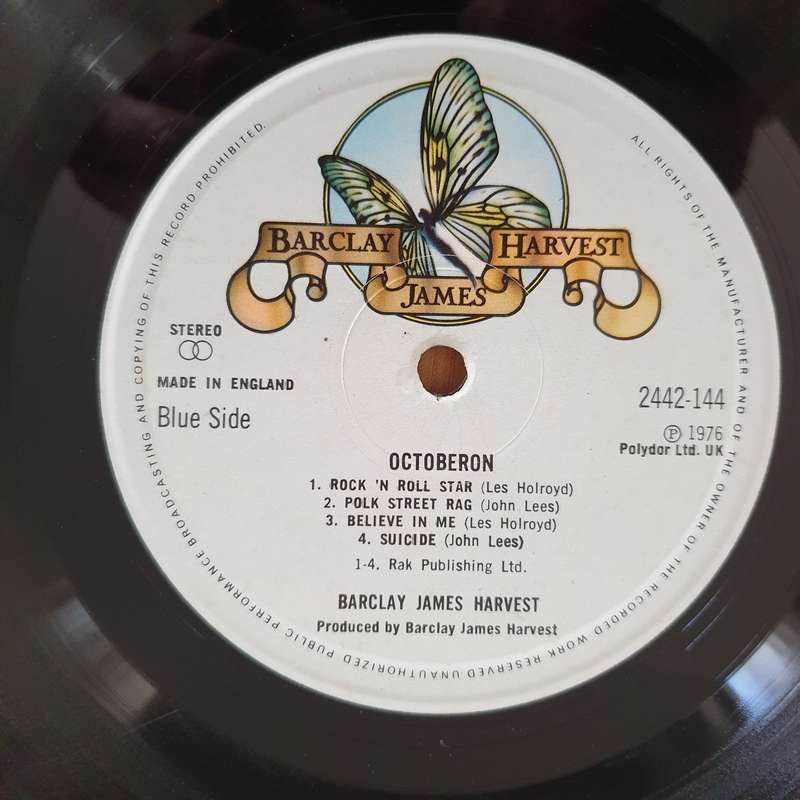 BARCLAY
JAMES
HARVEST
STEREO
MADE IN ENGLAND
Blue Side
2442-144
Ⓟ 1976
Polydor Ltd. UK
OCTOBERON
1. ROCK 'N ROLL STAR (Les Holroyd)
2. POLK STREET RAG (John Lees)
3. BELIEVE IN ME (Les Holroyd)
4. SUICIDE (John Lees)
1-4. Rak Publishing Ltd.
BARCLAY JAMES HARVEST
Produced by Barclay James Harvest
ALL RIGHTS OF THE MANUFACTURER AND OF THE OWNER OF THE RECORDED WORK RESERVED UNAUTHORIZED PUBLIC PERFORMANCE BROADCASTING AND COPYING OF THIS RECORD PROHIBITED.